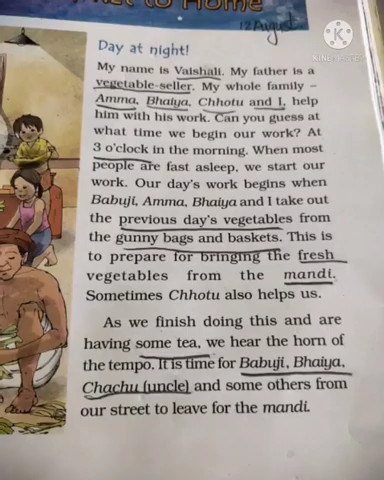 to Home
12 August
KINEMASTER
Day at night!
My name is Vaishali. My father is a
vegetable-seller. My whole family –
Amma, Bhaiya, Chhotu and I, help
him with his work. Can you guess at
what time we begin our work? At
3 o'clock in the morning. When most
people are fast asleep, we start our
work. Our day's work begins when
Babuji, Amma, Bhaiya and I take out
the previous day's vegetables from
the gunny bags and baskets. This is
to prepare for bringing the fresh
vegetables from the mandi.
Sometimes Chhotu also helps us.
As we finish doing this and are
having some tea, we hear the horn of
the tempo. It is time for Babuji, Bhaiya,
Chachu (uncle) and some others from
our street to leave for the mandi.